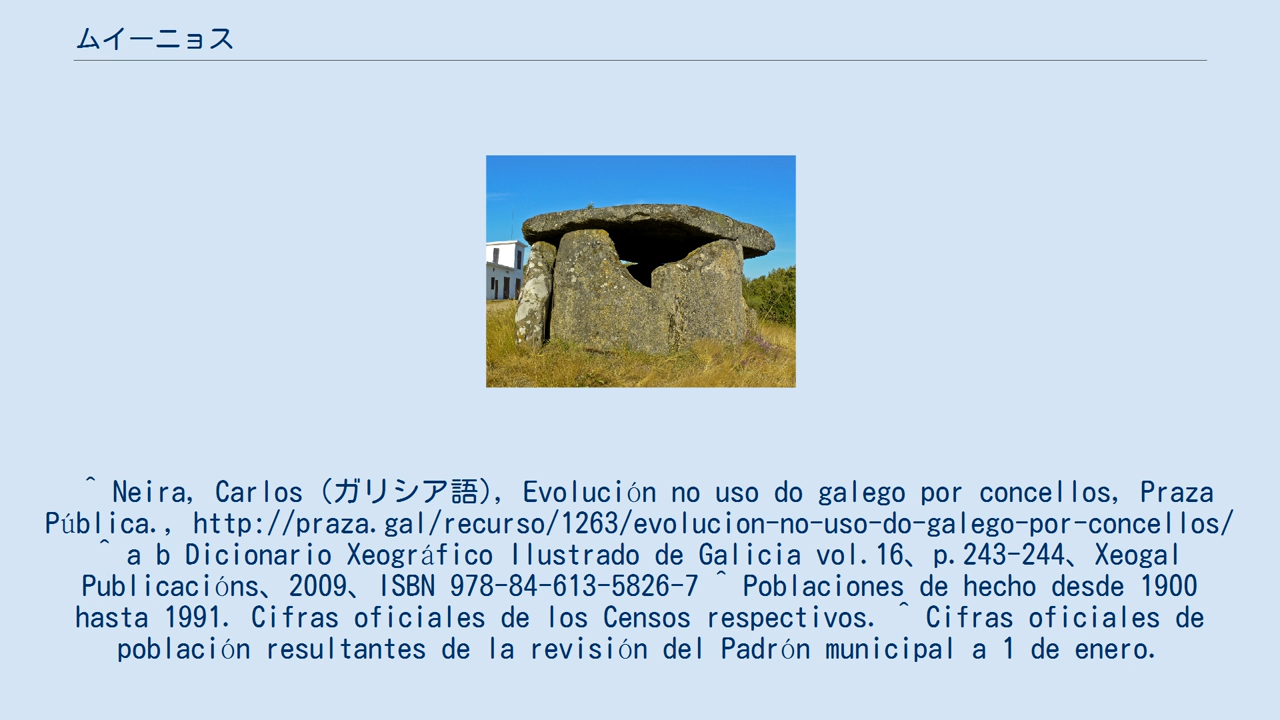 ムイーニョス
^ Neira, Carlos (ガリシア語), Evolución no uso do galego por concellos, Praza
Pública., http://praza.gal/recurso/1263/evolucion-no-uso-do-galego-por-concellos/
^ a b Dicionario Xeográfico Ilustrado de Galicia vol.16、p.243-244、Xeogal
Publicacións、2009、ISBN 978-84-613-5826-7 ^ Poblaciones de hecho desde 1900
hasta 1991. Cifras oficiales de los Censos respectivos. ^ Cifras oficiales de
población resultantes de la revisión del Padrón municipal a 1 de enero.